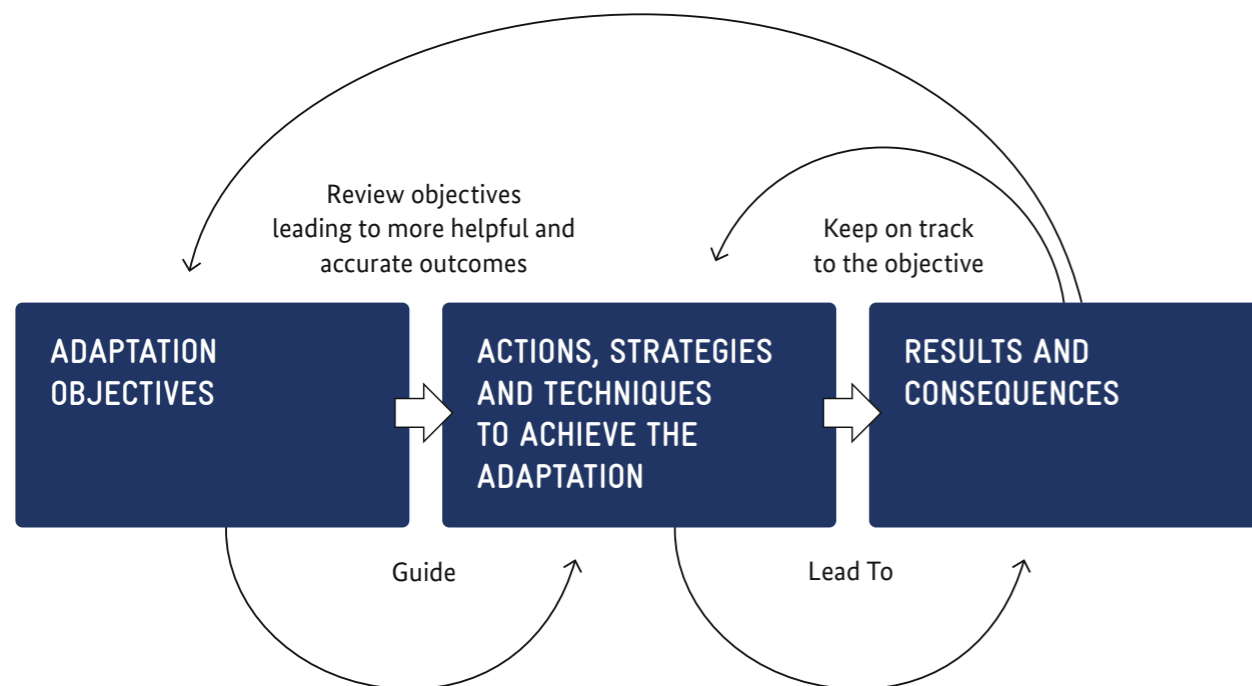 Review objectives
leading to more helpful and
accurate outcomes
Keep on track
to the objective
ADAPTATION
OBJECTIVES
ACTIONS, STRATEGIES
AND TECHNIQUES
TO ACHIEVE THE
ADAPTATION
RESULTS AND
CONSEQUENCES
Guide
Lead To